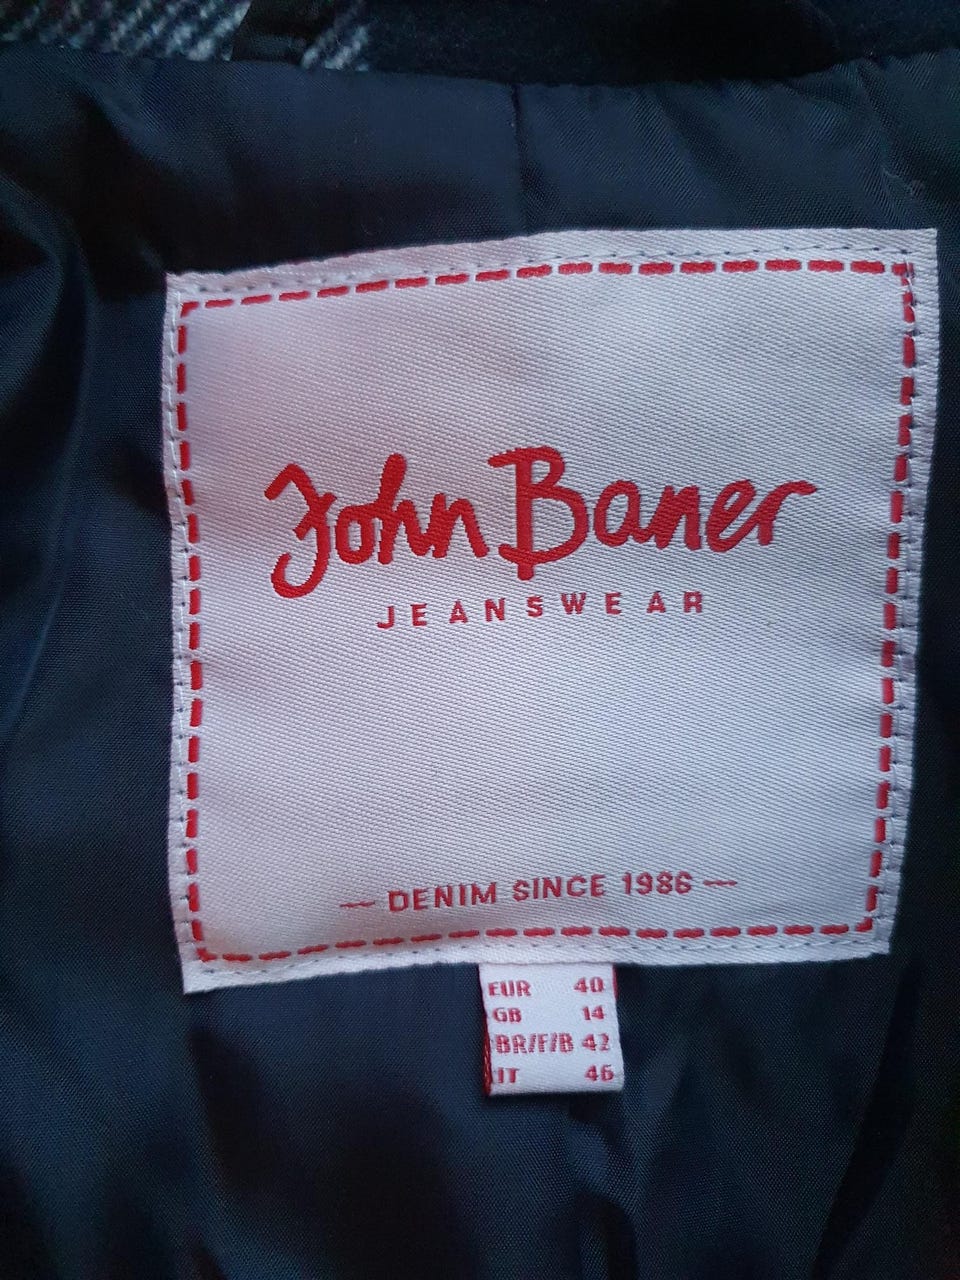 John Baner
JEANSWEAR
— DENIM SINCE 1986 —
EUR 40
GB 14
BR/F/B 42
IT 46